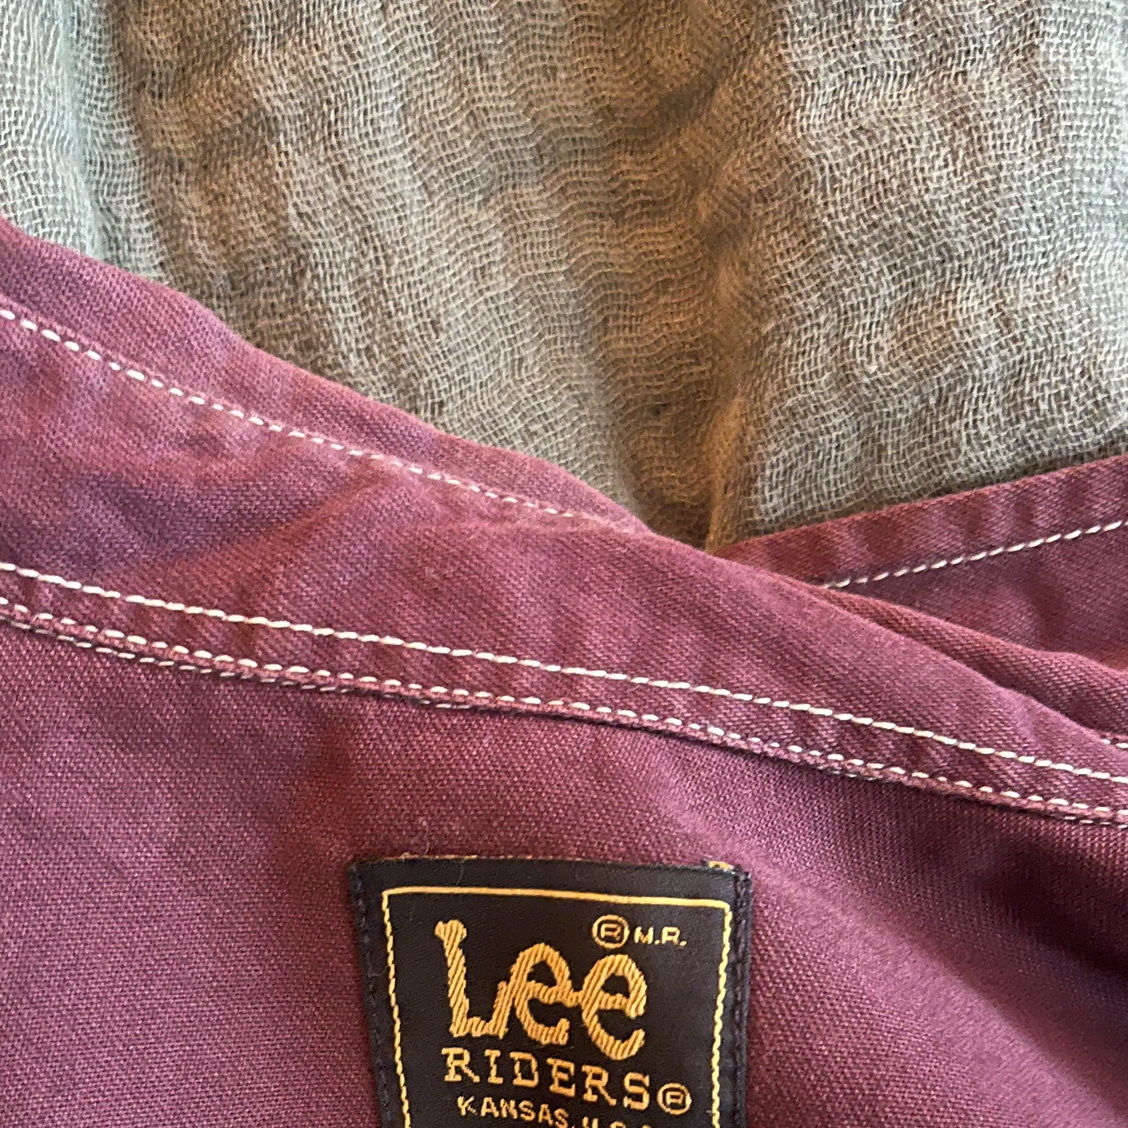 ® M.R.
Lee
RIDERS®
KANSAS, U.S.A.